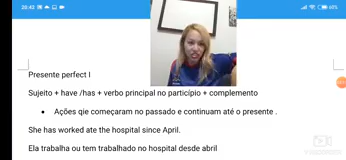 20:43
60%
Presente perfect I
Sujeito + have /has + verbo principal no particípio + complemento
• Ações qie começaram no passado e continuam até o presente .
She has worked ate the hospital since April.
Ela trabalha ou tem trabalhado no hospital desde abril